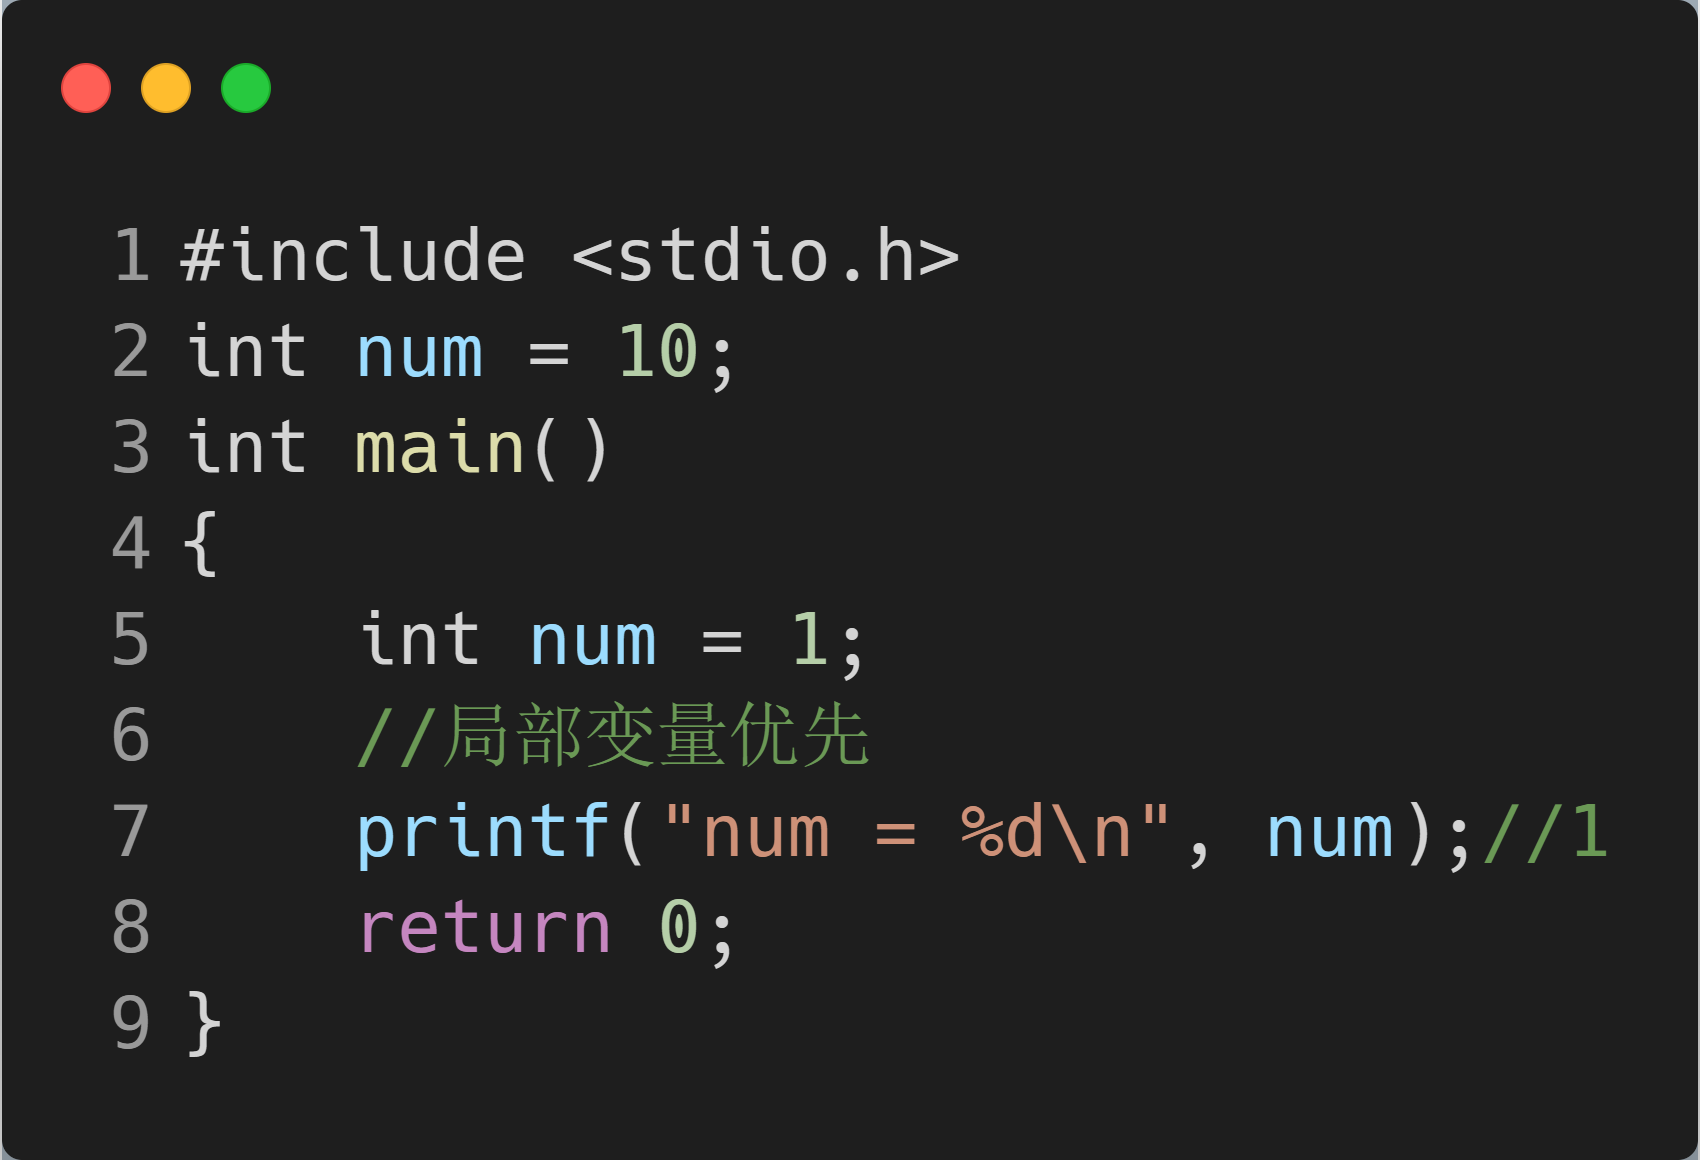 1 #include <stdio.h>
2 int num = 10;
3 int main()
4 {
5     int num = 1;
6     //局部变量优先
7     printf("num = %d\n", num);//1
8     return 0;
9 }